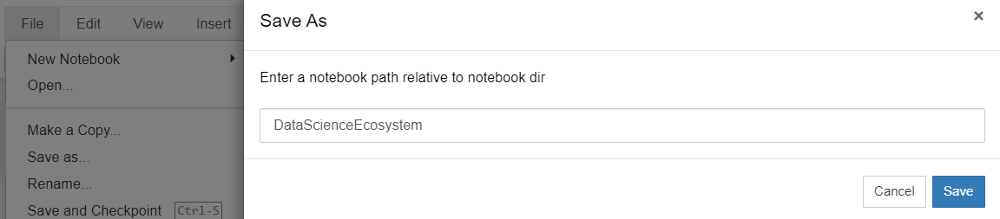 File Edit View Insert
New Notebook
Open...
Make a Copy...
Save as...
Rename...
Save and Checkpoint Ctrl-S
Save As ×
Enter a notebook path relative to notebook dir
DataScienceEcosystem
Cancel Save